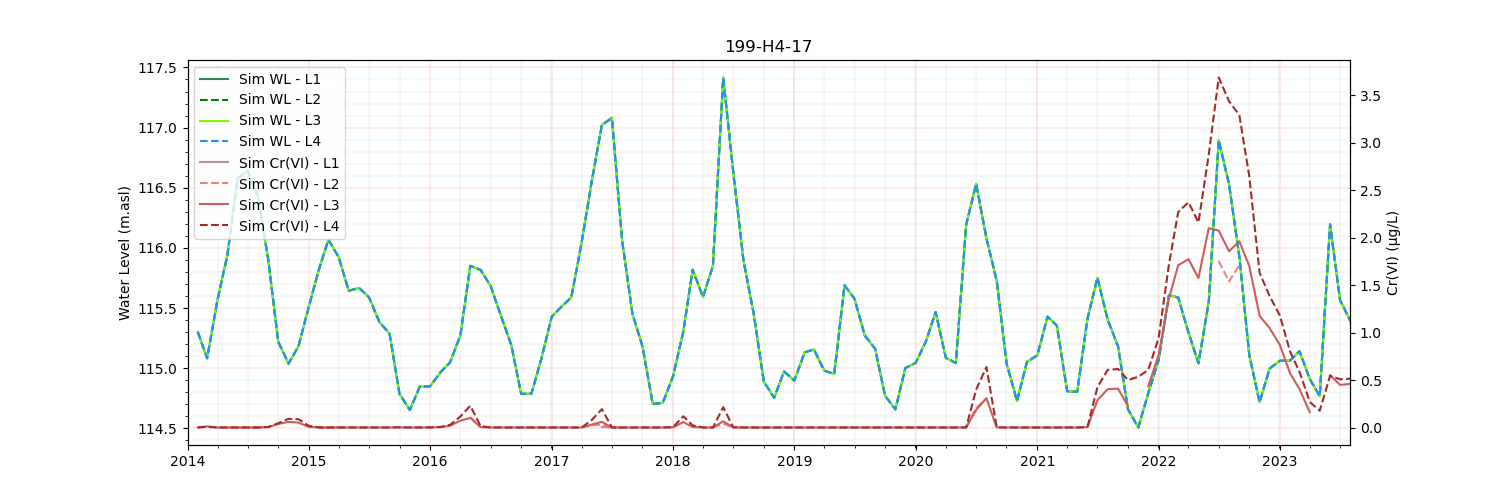 199-H4-17
117.5
117.0
116.5
116.0
115.5
115.0
114.5
Water Level (m.asl)
Sim WL - L1
Sim WL - L2
Sim WL - L3
Sim WL - L4
Sim Cr(VI) - L1
Sim Cr(VI) - L2
Sim Cr(VI) - L3
Sim Cr(VI) - L4
3.5
3.0
2.5
2.0
1.5
1.0
0.5
0.0
Cr(VI) (μg/L)
2014 2015 2016 2017 2018 2019 2020 2021 2022 2023